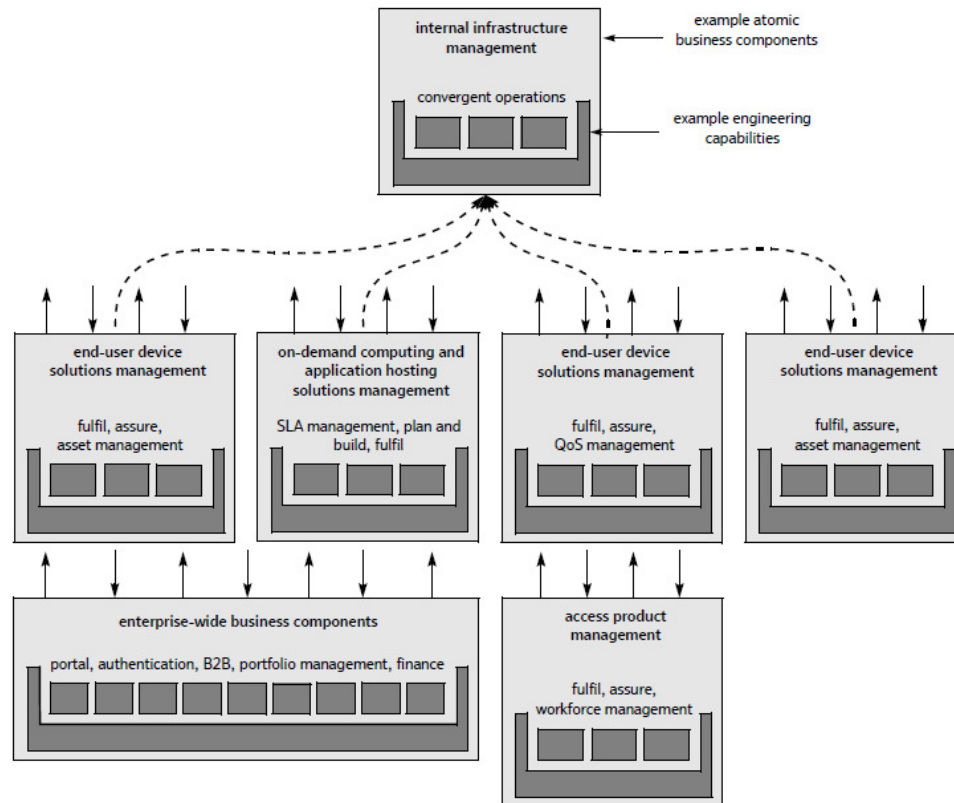 internal infrastructure
management
convergent operations
example atomic
business components
example engineering
capabilities
end-user device
solutions management
fulfil, assure,
asset management
on-demand computing and
application hosting
solutions management
SLA management, plan and
build, fulfil
end-user device
solutions management
fulfil, assure,
QoS management
end-user device
solutions management
fulfil, assure,
asset management
enterprise-wide business components
portal, authentication, B2B, portfolio management, finance
access product
management
fulfil, assure,
workforce management